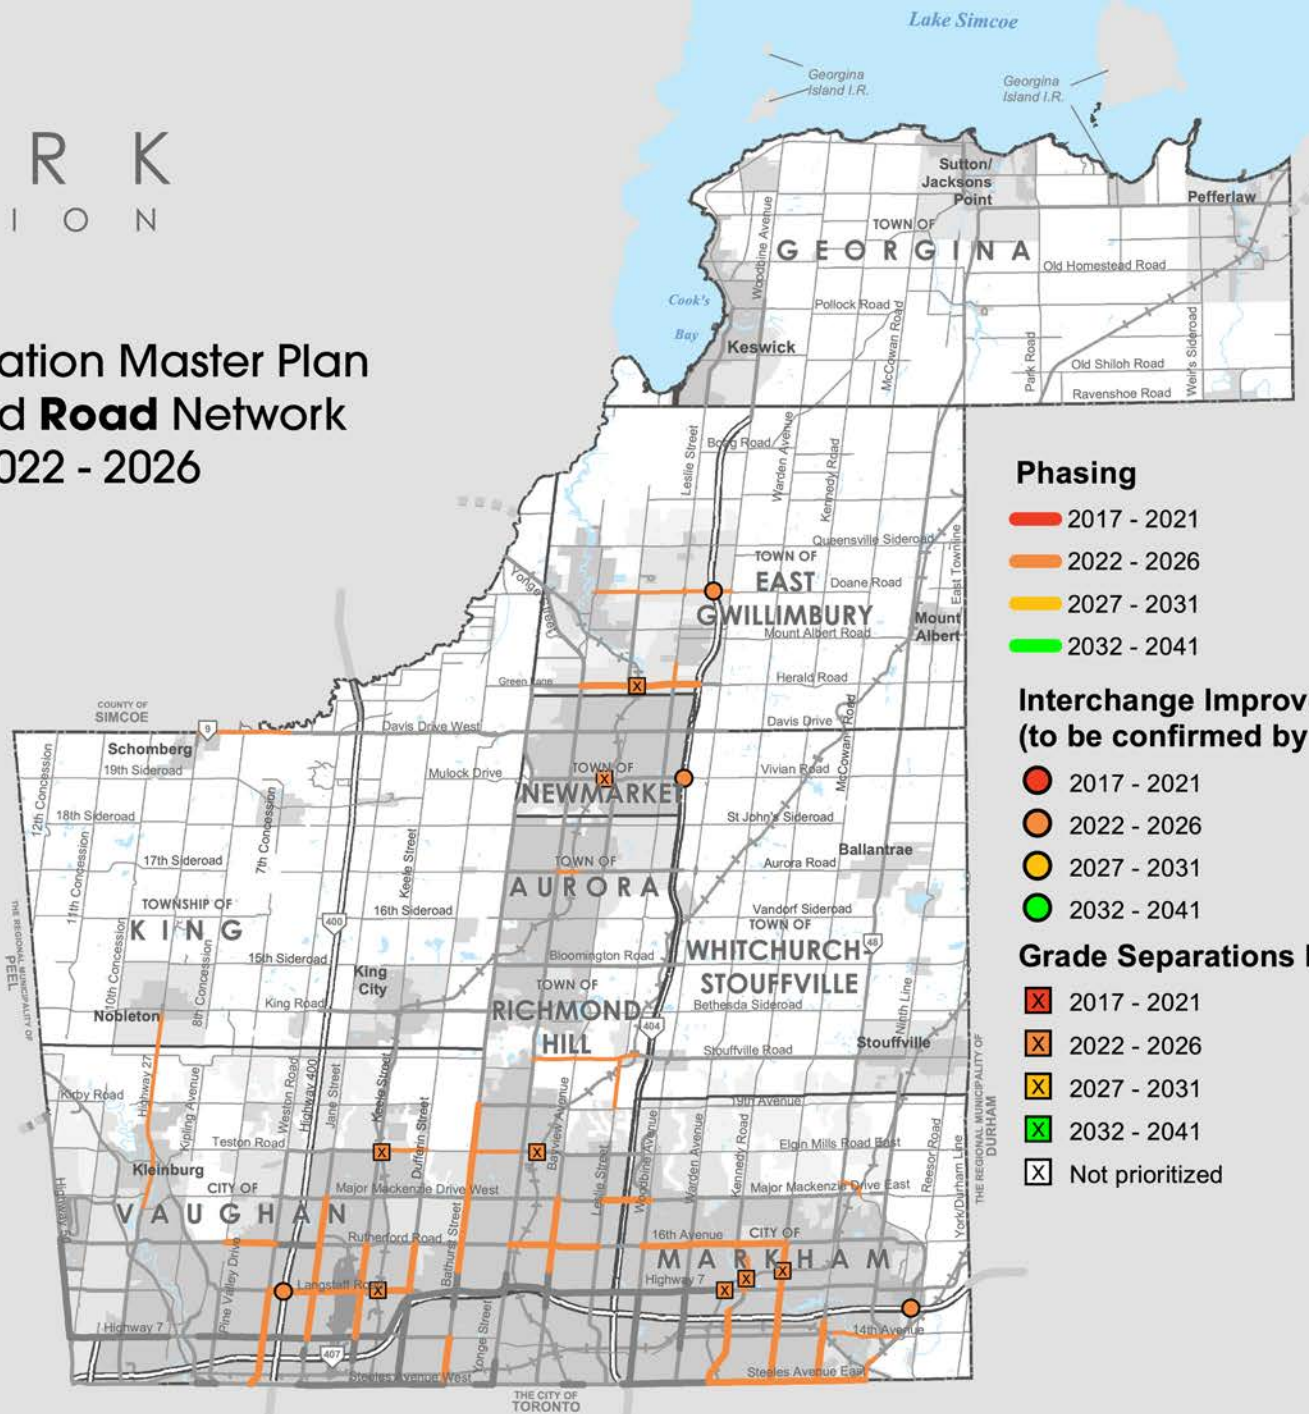 Lake Simcoe
Georgina
Island I.R.
Georgina
Island I.R.
R K
I O N
Sutton/
Jacksons
Point
Pefferlaw
TOWN OF
GEORGINA
Woodbine Avenue
Old Homestead Road
Cook's
Bay
Pollock Road
McCowan Road
Keswick
Park Road
Old Shiloh Road
Weir's Sideroad
Ravenshoe Road
ation Master Plan
d Road Network
022 - 2026
Leslie Street
Bogg Road
Warden Avenue
Kennedy Road
Queensville Sideroad
East Townline
Yonge Street
TOWN OF
EAST
GWILLIMBURY
Doane Road
Mount Albert Road
Mount
Albert
Green Lane
Herald Road
COUNTY OF
SIMCOE
9
Davis Drive West
Davis Drive
McCowan Road
Schomberg
19th Sideroad
Mulock Drive
TOWN OF
NEWMARKET
Vivian Road
12th Concession
18th Sideroad
7th Concession
St John's Sideroad
11th Concession
17th Sideroad
Keele Street
TOWN OF
AURORA
Aurora Road
Ballantrae
TOWNSHIP OF
KING
400
16th Sideroad
Vandorf Sideroad
TOWN OF
WHITCHURCH-
STOUFFVILLE
48
THE REGIONAL MUNICIPALITY OF
PEEL
10th Concession
8th Concession
15th Sideroad
King
City
Bloomington Road
TOWN OF
RICHMOND
HILL
Bethesda Sideroad
Ninth Line
King Road
Nobleton
404
Stouffville Road
Stouffville
Kirby Road
Highway 27
Kipling Avenue
Weston Road
Highway 400
Jane Street
Keele Street
Dufferin Street
Bayview Avenue
19th Avenue
THE REGIONAL MUNICIPALITY OF
DURHAM
Teston Road
Leslie Street
Woodbine Avenue
Warden Avenue
Kennedy Road
Elgin Mills Road East
Reesor Road
York/Durham Line
Kleinburg
Highway 50
CITY OF
VAUGHAN
Major Mackenzie Drive West
Major Mackenzie Drive East
Bathurst Street
Rutherford Road
16th Avenue
CITY OF
MARKHAM
Pine Valley Drive
Langstaff Road
Highway 7
Highway 7
Yonge Street
14th Avenue
407
Steeles Avenue West
Steeles Avenue East
THE CITY OF
TORONTO
Phasing
2017 - 2021
2022 - 2026
2027 - 2031
2032 - 2041
Interchange Improv
(to be confirmed by
2017 - 2021
2022 - 2026
2027 - 2031
2032 - 2041
Grade Separations
X 2017 - 2021
X 2022 - 2026
X 2027 - 2031
X 2032 - 2041
X Not prioritized